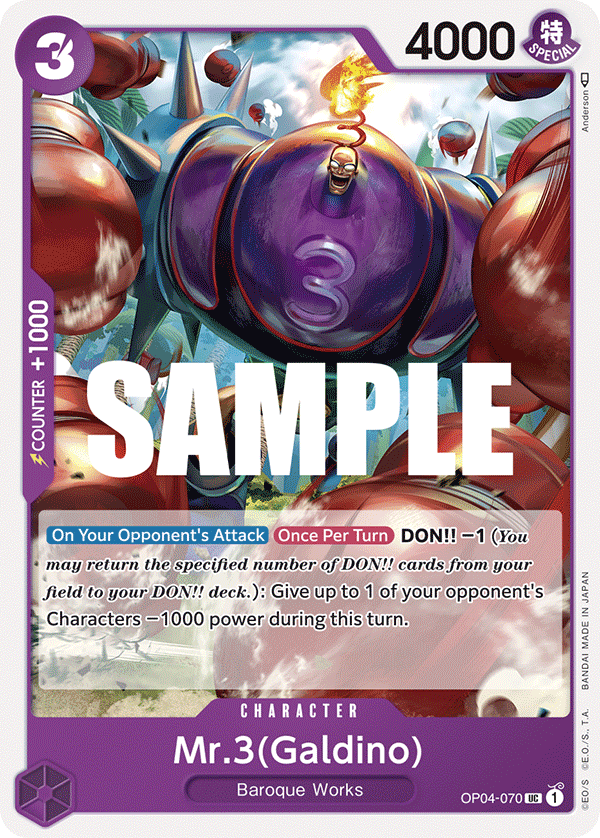 3
4000
特
SPECIAL
Anderson
3
COUNTER +1000
SAMPLE
On Your Opponent's Attack Once Per Turn DON!! −1 (You
may return the specified number of DON!! cards from your
field to your DON!! deck.): Give up to 1 of your opponent's
Characters −1000 power during this turn.
CHARACTER
Mr.3(Galdino)
Baroque Works
OP04-070 UC 1
©EO/S ©E.O./S., T.A. BANDAI MADE IN JAPAN